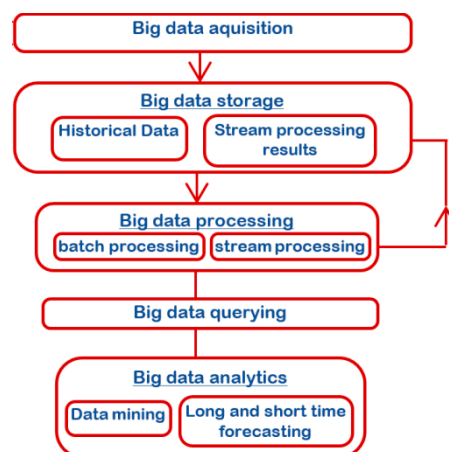 Big data aquisition
Big data storage
Historical Data
Stream processing
results
Big data processing
batch processing
stream processing
Big data querying
Big data analytics
Data mining
Long and short time
forecasting